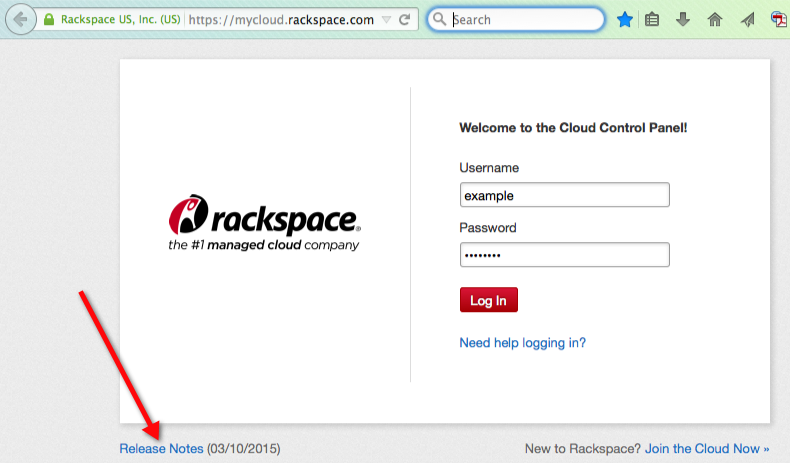 Rackspace US, Inc. (US) https://mycloud.rackspace.com Search
Welcome to the Cloud Control Panel!
Username
example
Password
••••••••
Log In
Need help logging in?
rackspace®
the #1 managed cloud company
Release Notes (03/10/2015)
New to Rackspace? Join the Cloud Now »